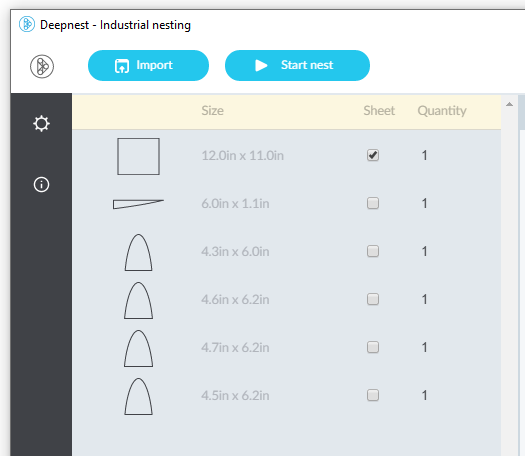 Deepnest - Industrial nesting
Import Start nest
Size Sheet Quantity
12.0in x 11.0in 1
6.0in x 1.1in 1
4.3in x 6.0in 1
4.6in x 6.2in 1
4.7in x 6.2in 1
4.5in x 6.2in 1